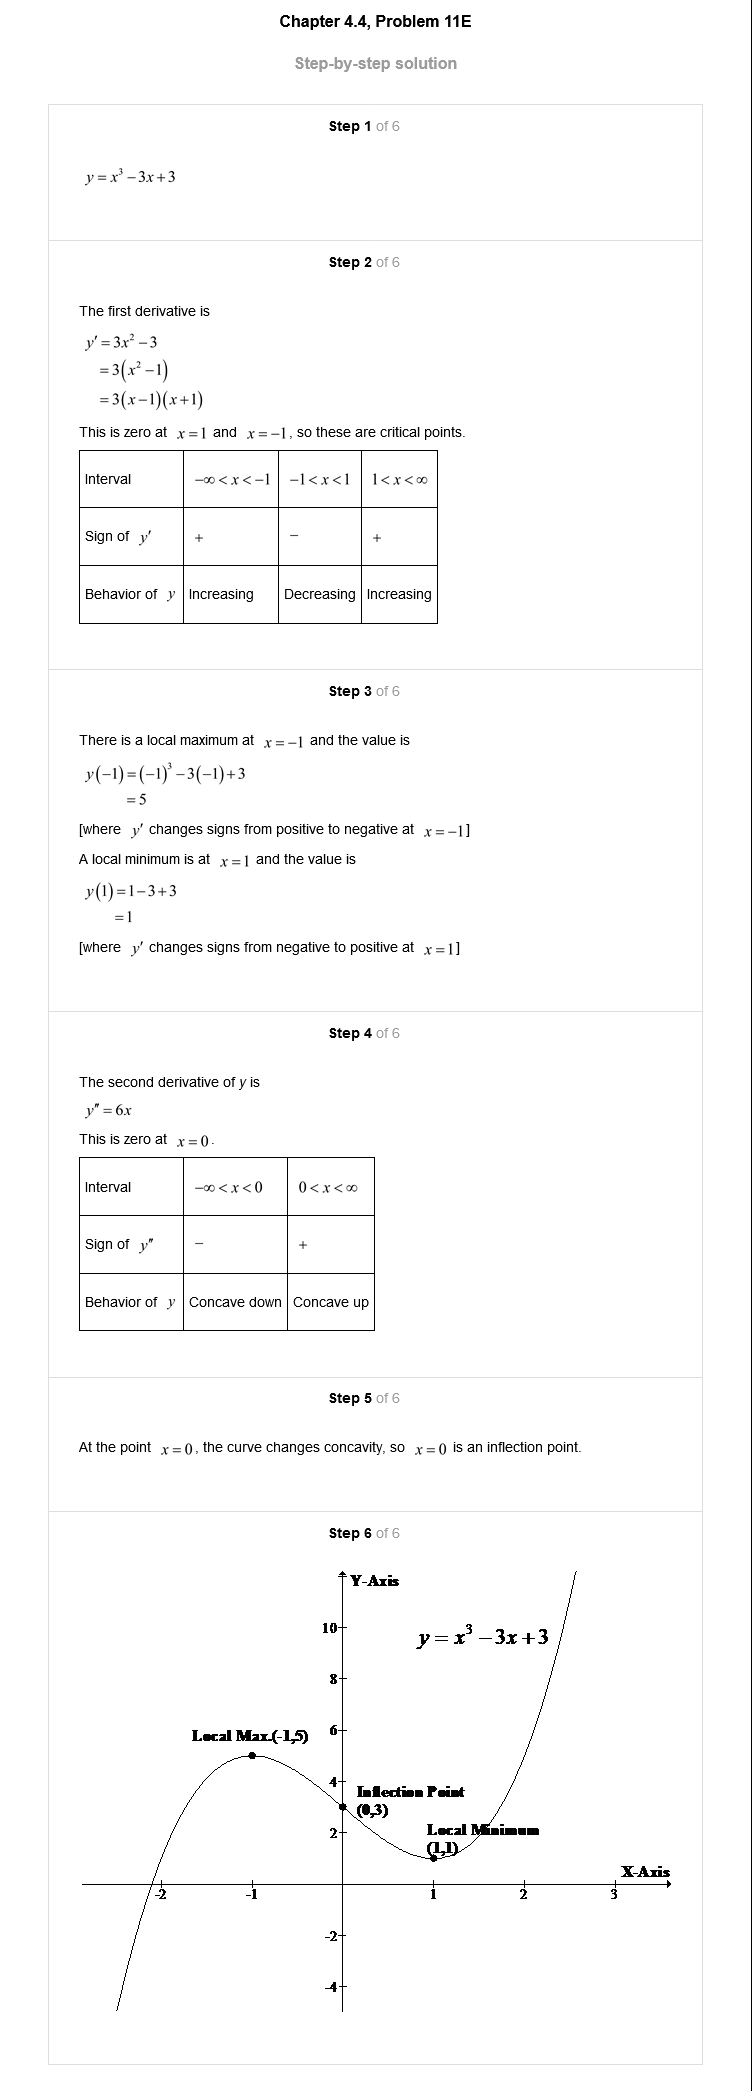 Chapter 4.4, Problem 11E
Step-by-step solution
Step 1 of 6
y = x³ − 3x + 3
Step 2 of 6
The first derivative is
y′ = 3x² − 3
= 3(x² − 1)
= 3(x − 1)(x + 1)
This is zero at x = 1 and x = −1, so these are critical points.
Interval −∞ < x < −1 −1 < x < 1 1 < x < ∞
Sign of y′ + − +
Behavior of y Increasing Decreasing Increasing
Step 3 of 6
There is a local maximum at x = −1 and the value is
y(−1) = (−1)³ − 3(−1) + 3
= 5
[where y′ changes signs from positive to negative at x = −1]
A local minimum is at x = 1 and the value is
y(1) = 1 − 3 + 3
= 1
[where y′ changes signs from negative to positive at x = 1]
Step 4 of 6
The second derivative of y is
y″ = 6x
This is zero at x = 0.
Interval −∞ < x < 0 0 < x < ∞
Sign of y″ − +
Behavior of y Concave down Concave up
Step 5 of 6
At the point x = 0, the curve changes concavity, so x = 0 is an inflection point.
Step 6 of 6
Y-Axis
10
y = x³ − 3x + 3
8
6
Local Max.(-1,5)
4
Inflection Point
(0,3)
2
Local Minimum
(1,1)
X-Axis
-2 -1 1 2 3
-2
-4